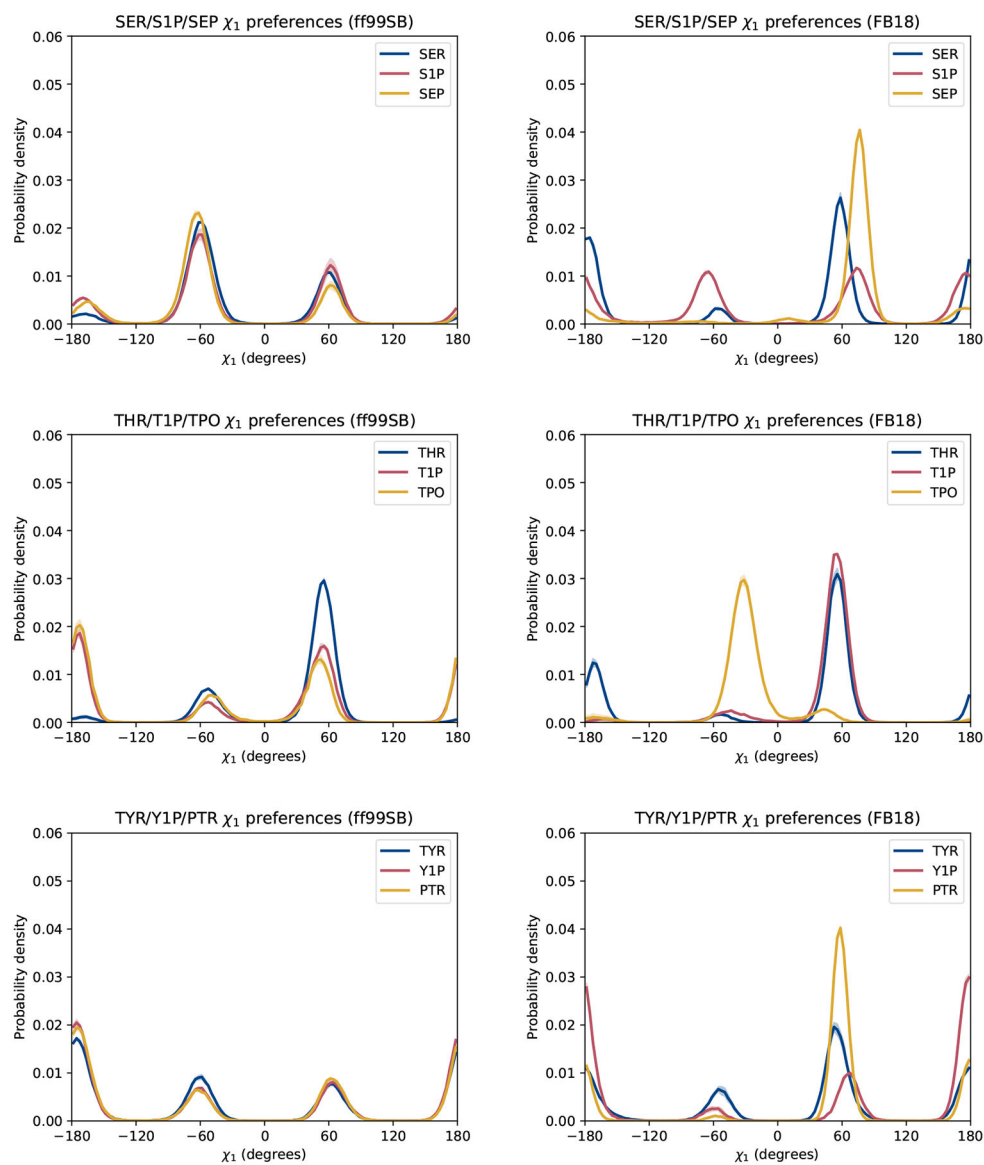 SER/S1P/SEP χ1 preferences (ff99SB)
0.06
0.05
0.04
0.03
0.02
0.01
0.00
Probability density
SER
S1P
SEP
−180 −120 −60 0 60 120 180
χ1 (degrees)
SER/S1P/SEP χ1 preferences (FB18)
0.06
0.05
0.04
0.03
0.02
0.01
0.00
Probability density
SER
S1P
SEP
−180 −120 −60 0 60 120 180
χ1 (degrees)
THR/T1P/TPO χ1 preferences (ff99SB)
0.06
0.05
0.04
0.03
0.02
0.01
0.00
Probability density
THR
T1P
TPO
−180 −120 −60 0 60 120 180
χ1 (degrees)
THR/T1P/TPO χ1 preferences (FB18)
0.06
0.05
0.04
0.03
0.02
0.01
0.00
Probability density
THR
T1P
TPO
−180 −120 −60 0 60 120 180
χ1 (degrees)
TYR/Y1P/PTR χ1 preferences (ff99SB)
0.06
0.05
0.04
0.03
0.02
0.01
0.00
Probability density
TYR
Y1P
PTR
−180 −120 −60 0 60 120 180
χ1 (degrees)
TYR/Y1P/PTR χ1 preferences (FB18)
0.06
0.05
0.04
0.03
0.02
0.01
0.00
Probability density
TYR
Y1P
PTR
−180 −120 −60 0 60 120 180
χ1 (degrees)